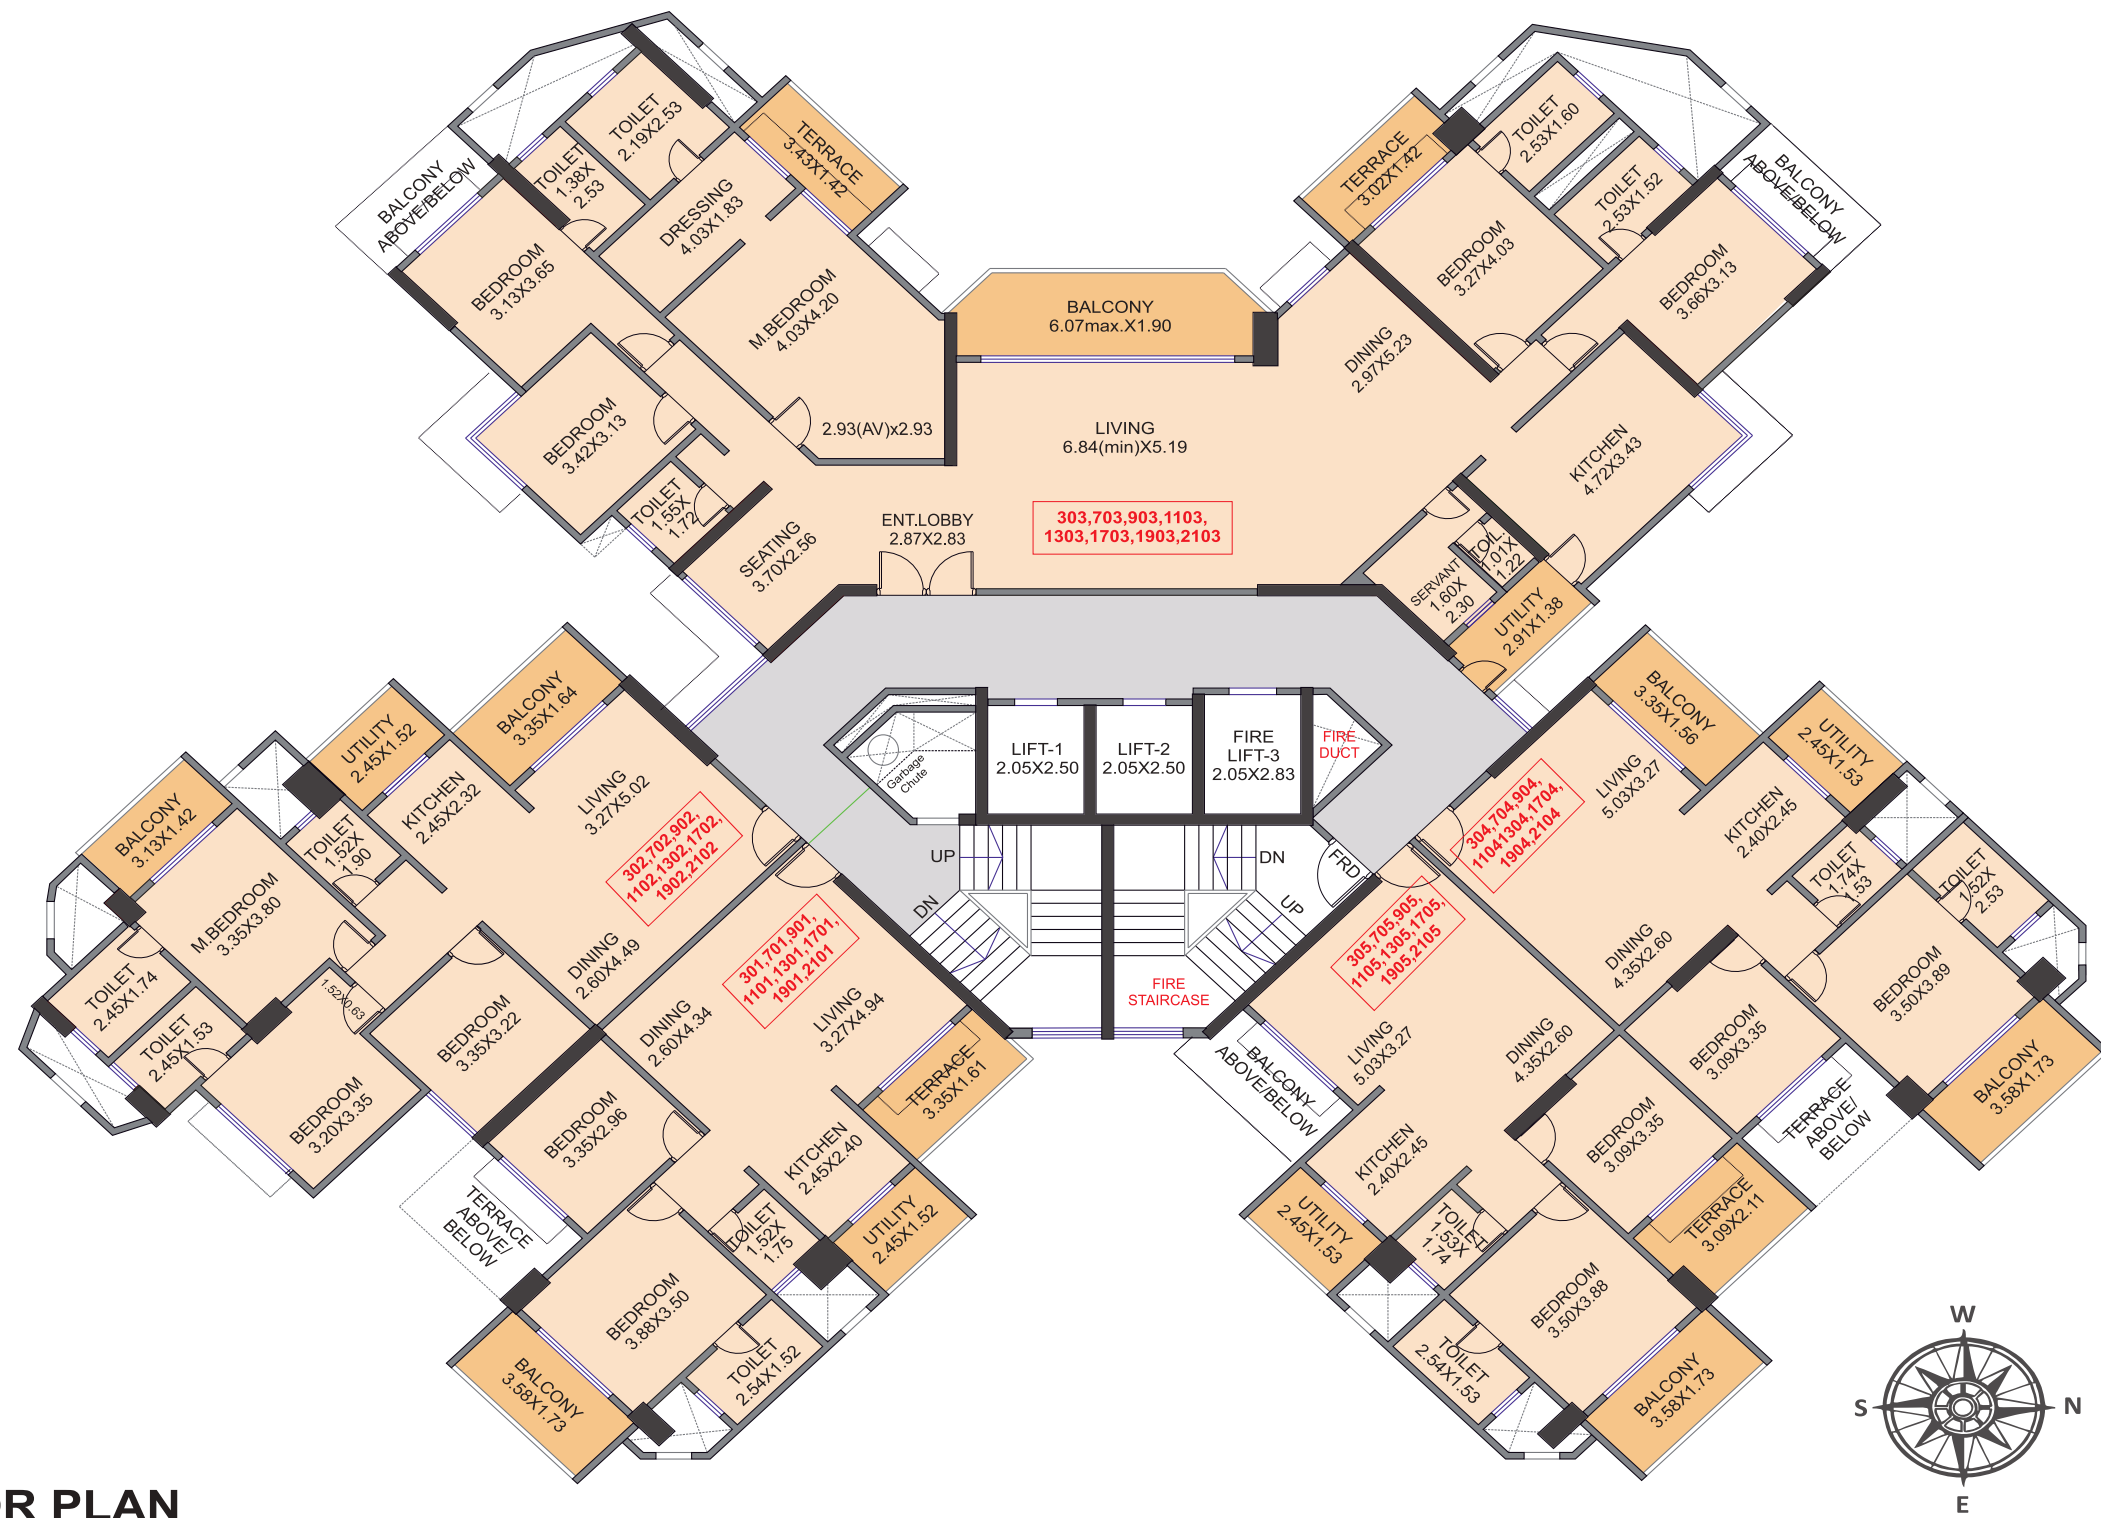 TOILET
2.19X2.53
TOILET
1.38X
2.53
TERRACE
3.43X1.42
BALCONY
ABOVE/BELOW
DRESSING
4.03X1.83
BEDROOM
3.13X3.65
M.BEDROOM
4.03X4.20
2.93(AV)x2.93
BEDROOM
3.42X3.13
TOILET
1.55X
1.72
SEATING
3.70X2.56
ENT.LOBBY
2.87X2.83
BALCONY
6.07max.X1.90
LIVING
6.84(min)X5.19
303,703,903,1103,
1303,1703,1903,2103
DINING
2.97X5.23
TERRACE
3.02X1.42
TOILET
2.53X1.60
TOILET
2.53X1.52
BALCONY
ABOVE/BELOW
BEDROOM
3.27X4.03
BEDROOM
3.66X3.13
KITCHEN
4.72X3.43
SERVANT
1.60X
2.30
TOIL.
1.01X
1.22
UTILITY
2.91X1.38
BALCONY
3.35X1.64
UTILITY
2.45X1.52
BALCONY
3.13X1.42
KITCHEN
2.45X2.32
LIVING
3.27X5.02
TOILET
1.52X
1.90
302,702,902,
1102,1302,1702,
1902,2102
M.BEDROOM
3.35X3.80
DINING
2.60X4.49
TOILET
2.45X1.74
TOILET
2.45X1.53
1.52X0.63
BEDROOM
3.35X3.22
BEDROOM
3.20X3.35
301,701,901,
1101,1301,1701,
1901,2101
DINING
2.60X4.34
LIVING
3.27X4.94
TERRACE
3.35X1.61
BEDROOM
3.35X2.96
KITCHEN
2.45X2.40
TERRACE
ABOVE/
BELOW
TOILET
1.52X
1.75
UTILITY
2.45X1.52
BEDROOM
3.88X3.50
TOILET
2.54X1.52
BALCONY
3.58X1.73
Garbage
Chute
LIFT-1
2.05X2.50
LIFT-2
2.05X2.50
FIRE
LIFT-3
2.05X2.83
FIRE
DUCT
UP
DN
DN
UP
FRD
FIRE
STAIRCASE
BALCONY
3.35X1.56
UTILITY
2.45X1.53
LIVING
5.03X3.27
KITCHEN
2.40X2.45
304,704,904,
11041304,1704,
1904,2104
TOILET
1.74X
1.53
TOILET
1.52X
2.53
DINING
4.35X2.60
BEDROOM
3.50X3.89
BEDROOM
3.09X3.35
BALCONY
3.58X1.73
TERRACE
ABOVE/
BELOW
305,705,905,
1105,1305,1705,
1905,2105
LIVING
5.03X3.27
DINING
4.35X2.60
BALCONY
ABOVE/BELOW
BEDROOM
3.09X3.35
KITCHEN
2.40X2.45
TERRACE
3.09X2.11
UTILITY
2.45X1.53
TOILET
1.53X
1.74
BEDROOM
3.50X3.88
TOILET
2.54X1.53
BALCONY
3.58X1.73
W
S
N
E
R PLAN